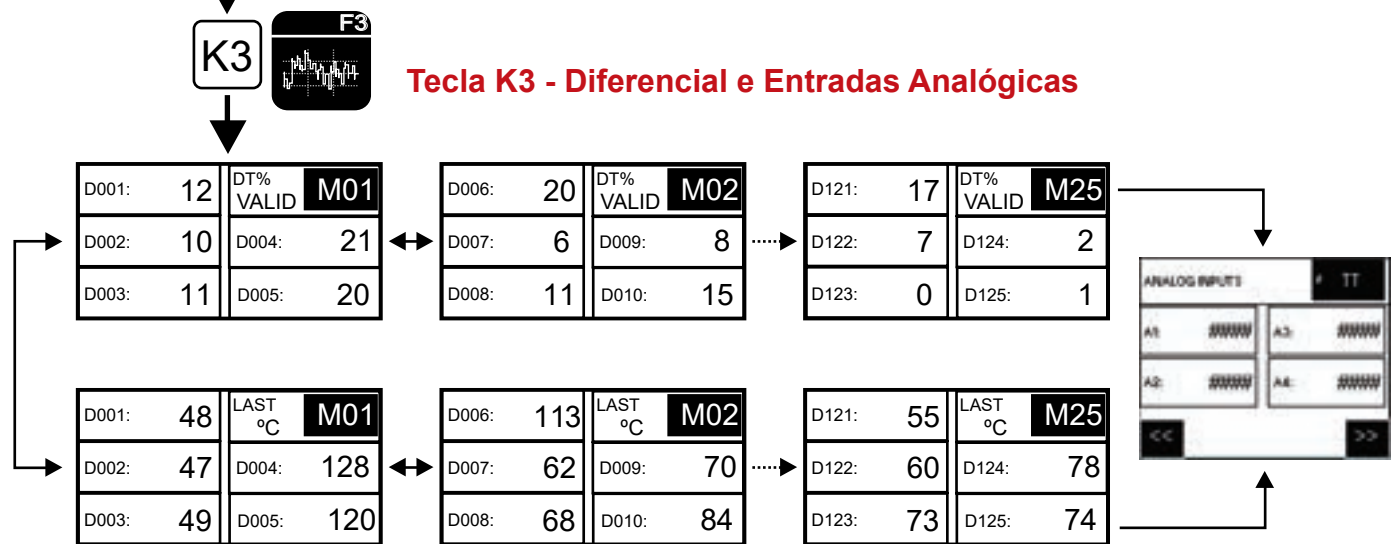 F3
K3
Tecla K3 - Diferencial e Entradas Analógicas
D001: 12 DT% VALID M01
D002: 10 D004: 21
D003: 11 D005: 20
D006: 20 DT% VALID M02
D007: 6 D009: 8
D008: 11 D010: 15
D121: 17 DT% VALID M25
D122: 7 D124: 2
D123: 0 D125: 1
ANALOG INPUTS TT
A1: ##### A3: #####
A2: ##### A4: #####
<< >>
D001: 48 LAST ºC M01
D002: 47 D004: 128
D003: 49 D005: 120
D006: 113 LAST ºC M02
D007: 62 D009: 70
D008: 68 D010: 84
D121: 55 LAST ºC M25
D122: 60 D124: 78
D123: 73 D125: 74